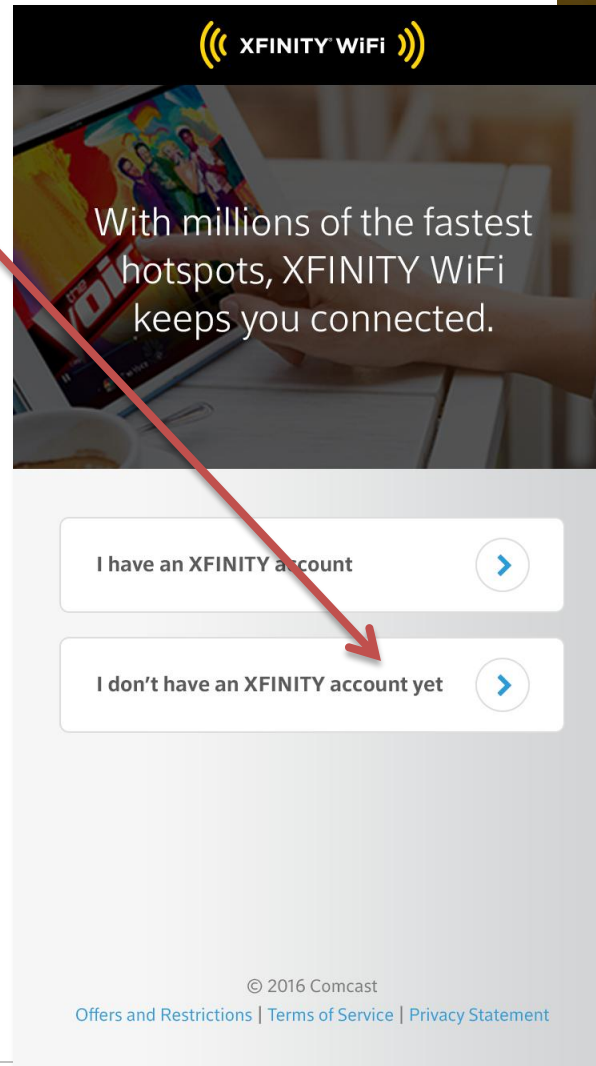 XFINITY® WiFi
With millions of the fastest
hotspots, XFINITY WiFi
keeps you connected.
I have an XFINITY account
I don't have an XFINITY account yet
© 2016 Comcast
Offers and Restrictions | Terms of Service | Privacy Statement